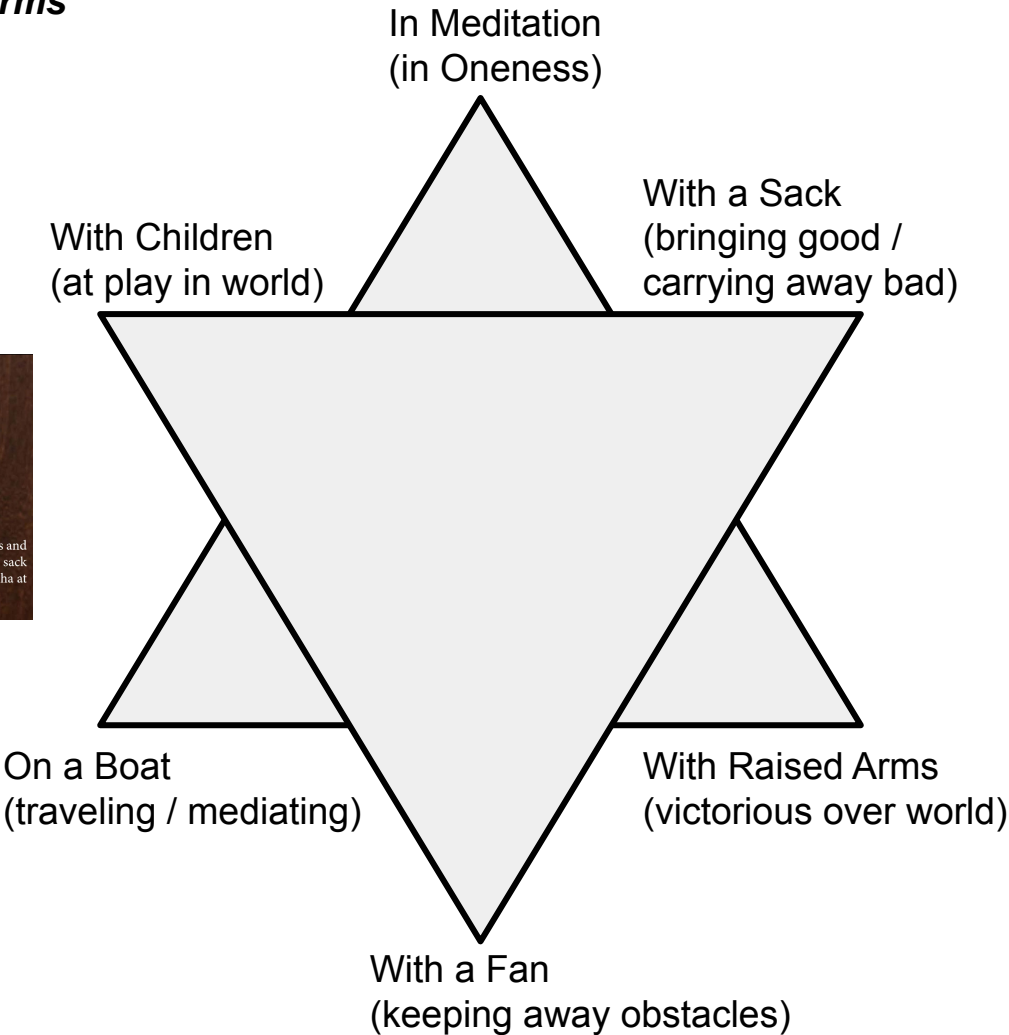 In Meditation
(in Oneness)
With a Sack
(bringing good /
carrying away bad)
With Children
(at play in world)
s and
sack
ha at
On a Boat
(traveling / mediating)
With Raised Arms
(victorious over world)
With a Fan
(keeping away obstacles)